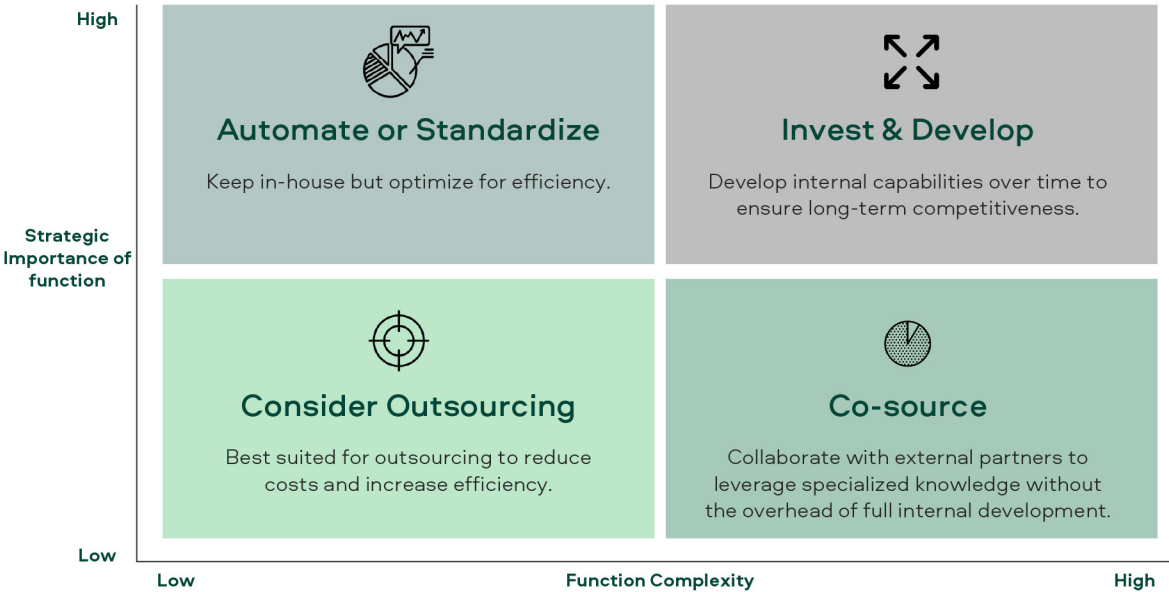 High
Automate or Standardize
Keep in-house but optimize for efficiency.
Invest & Develop
Develop internal capabilities over time to
ensure long-term competitiveness.
Strategic
Importance of
function
Consider Outsourcing
Best suited for outsourcing to reduce
costs and increase efficiency.
Co-source
Collaborate with external partners to
leverage specialized knowledge without
the overhead of full internal development.
Low
Low
Function Complexity
High